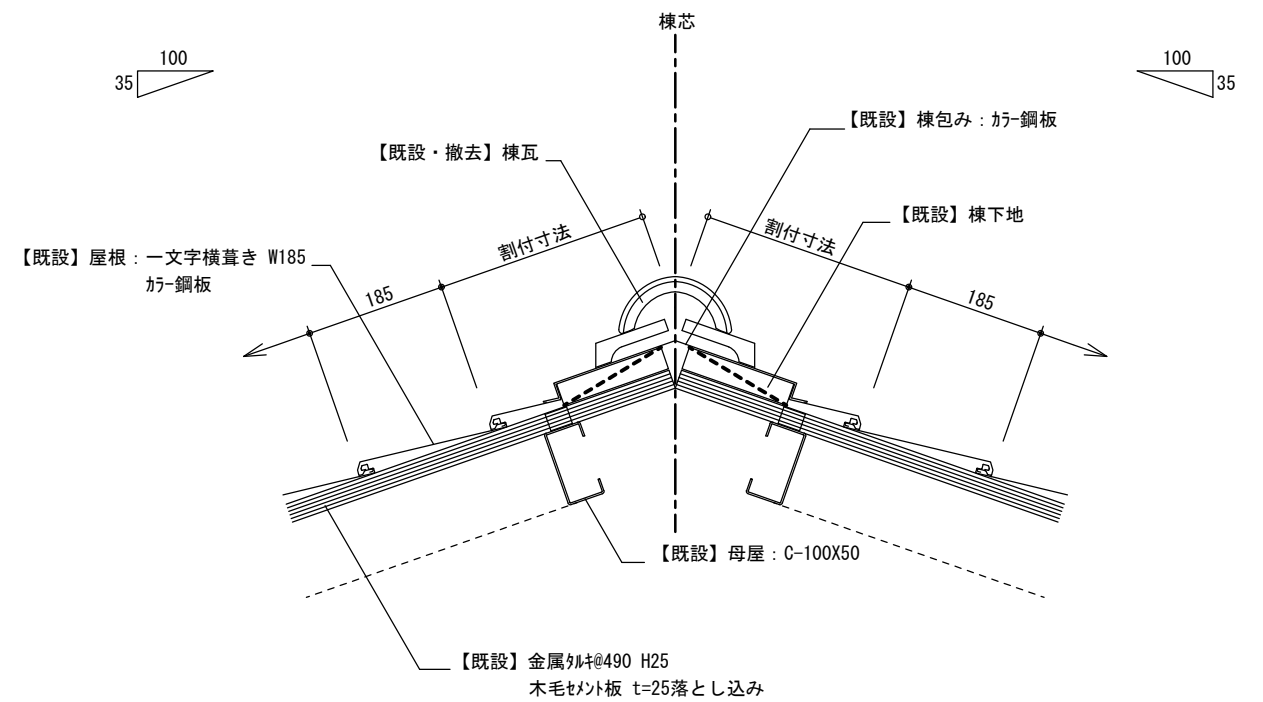 棟芯
100
35
100
35
【既設】棟包み：ｶﾗｰ鋼板
【既設・撤去】棟瓦
【既設】棟下地
割付寸法
割付寸法
【既設】屋根：一文字横葺き W185
ｶﾗｰ鋼板
185
185
【既設】母屋：C-100X50
【既設】金属ﾀﾙｷ@490 H25
木毛ｾﾒﾝﾄ板 t=25落とし込み